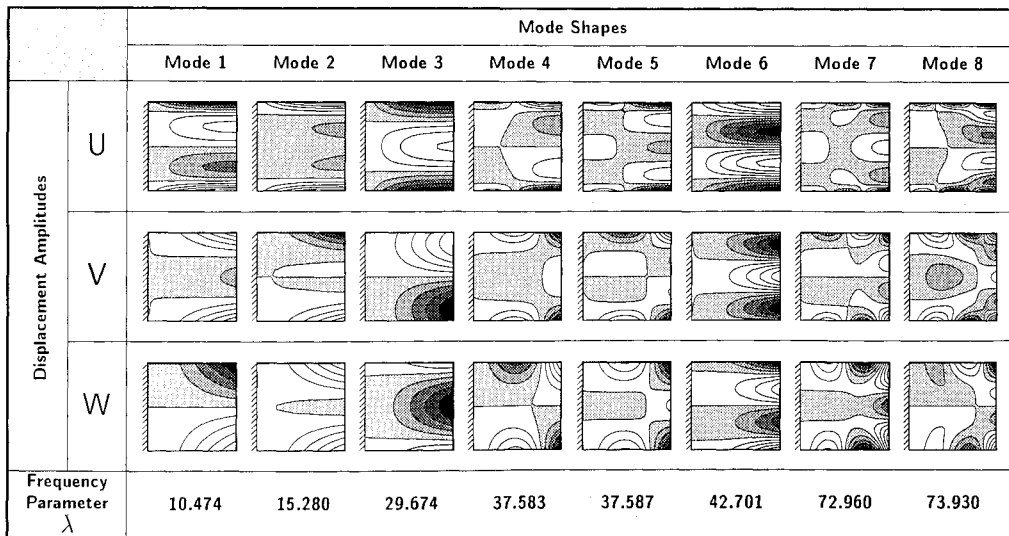 Mode Shapes
Mode 1 Mode 2 Mode 3 Mode 4 Mode 5 Mode 6 Mode 7 Mode 8
Displacement Amplitudes
U
V
W
Frequency
Parameter
λ
10.474 15.280 29.674 37.583 37.587 42.701 72.960 73.930